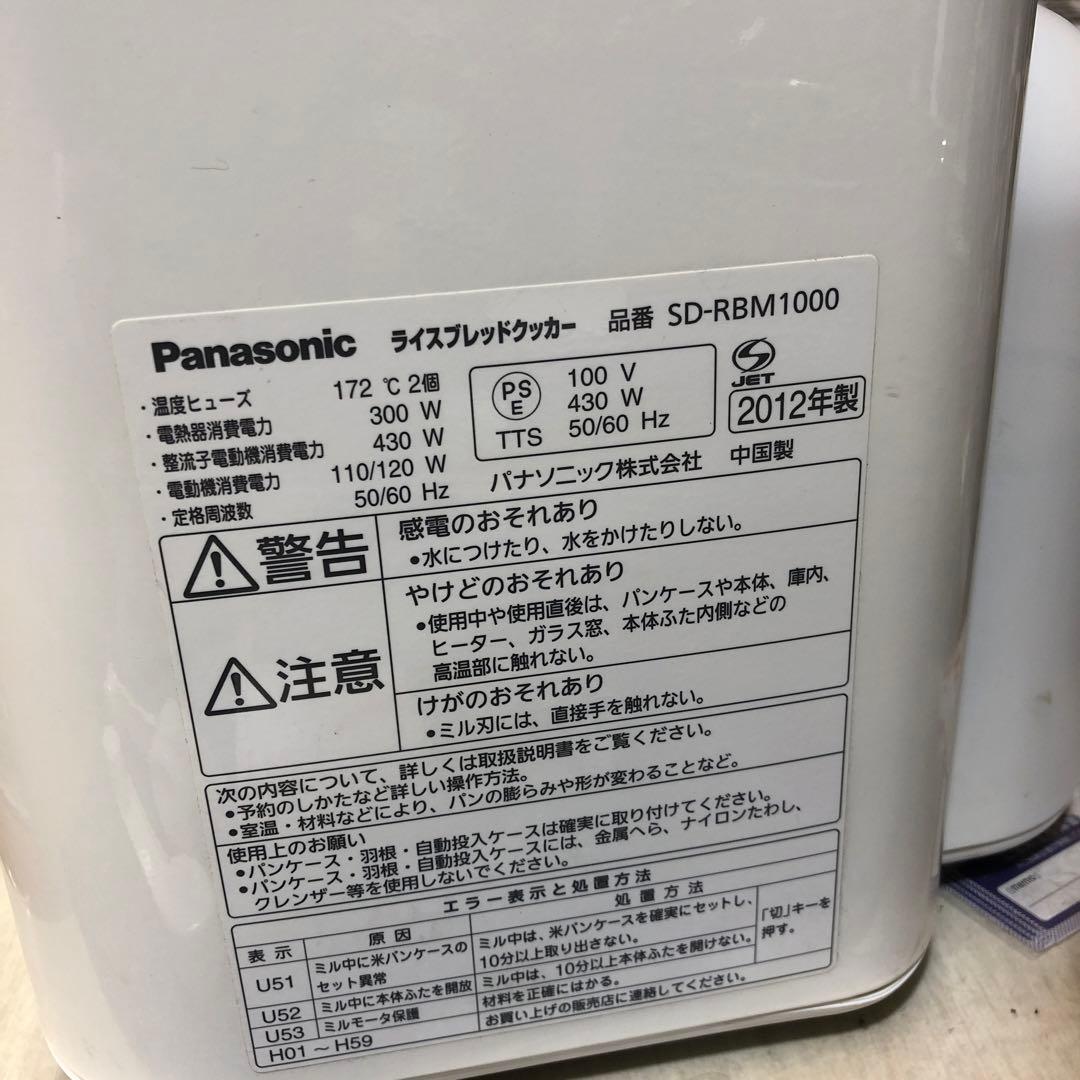 Panasonic ライスブレッドクッカー 品番 SD-RBM1000
・温度ヒューズ 172 ℃ 2個
・電熱器消費電力 300 W
・整流子電動機消費電力 430 W
・電動機消費電力 110/120 W
・定格周波数 50/60 Hz
PS E
TTS
100 V
430 W
50/60 Hz
JET
2012年製
パナソニック株式会社 中国製
警告
感電のおそれあり
●水につけたり、水をかけたりしない。
注意
やけどのおそれあり
●使用中や使用直後は、パンケースや本体、庫内、
ヒーター、ガラス窓、本体ふた内側などの
高温部に触れない。
けがのおそれあり
●ミル刃には、直接手を触れない。
次の内容について、詳しくは取扱説明書をご覧ください。
●予約のしかたなど詳しい操作方法。
●室温・材料などにより、パンの膨らみや形が変わることなど。
使用上のお願い
●パンケース・羽根・自動投入ケースは確実に取り付けてください。
●パンケース・羽根・自動投入ケースには、金属へら、ナイロンたわし、
クレンザー等を使用しないでください。
エラー表示と処置方法
表示 原因 処置方法
U51 ミル中に米パンケースの
セット異常
ミル中は、米パンケースを確実にセットし、
10分以上取り出さない。
「切」キーを
押す。
U52 ミル中に本体ふたを開放 ミル中は、10分以上本体ふたを開けない。
U53 ミルモータ保護 材料を正確にはかる。
H01～H59 お買い上げの販売店に連絡してください。